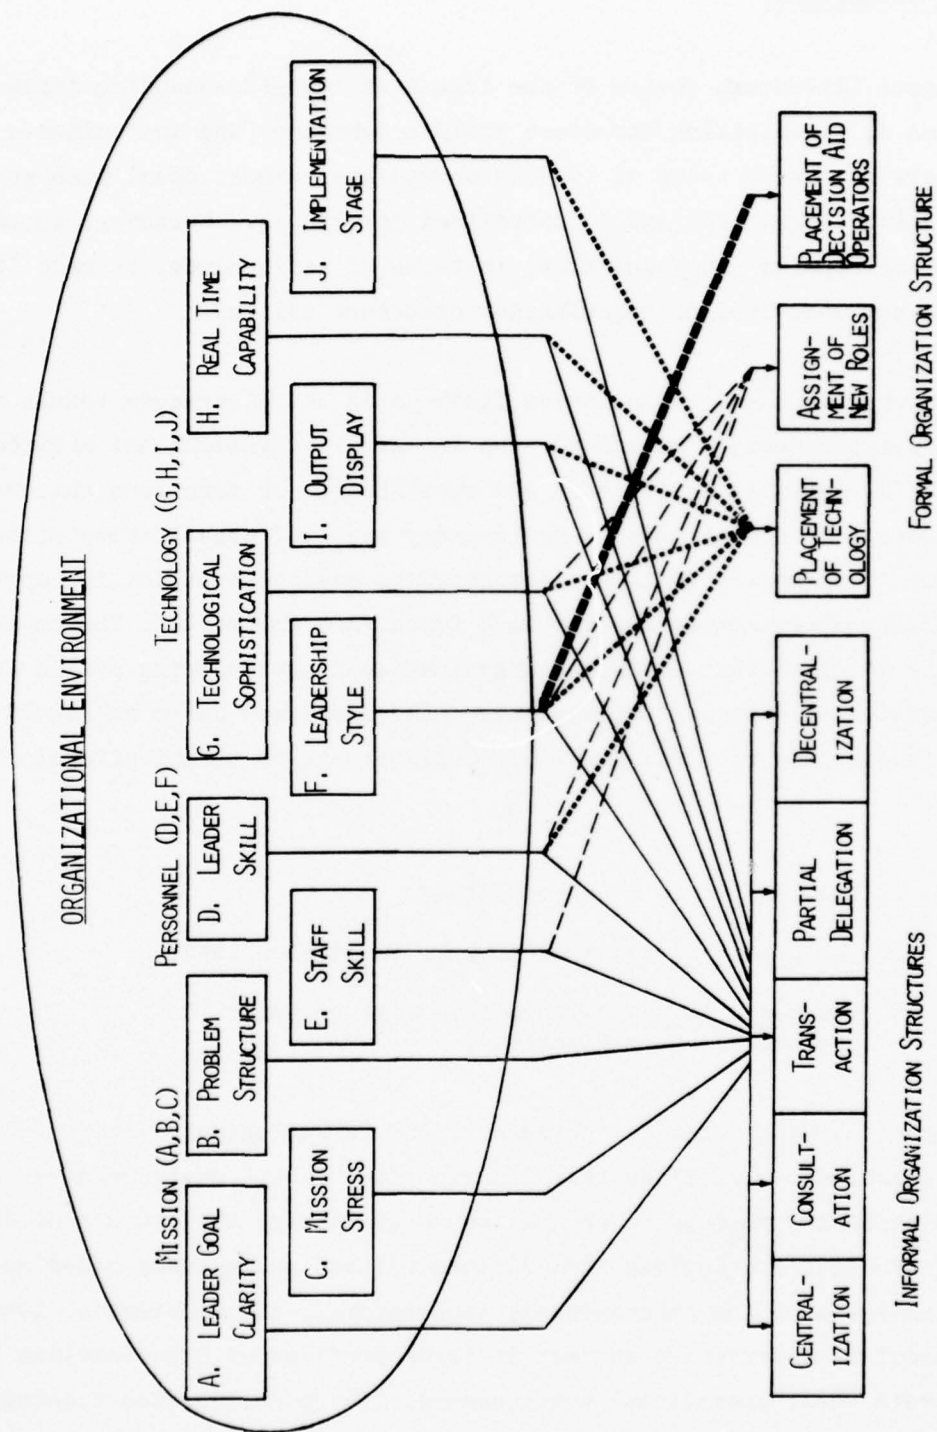 ORGANIZATIONAL ENVIRONMENT
MISSION (A,B,C)
PERSONNEL (D,E,F)
TECHNOLOGY (G,H,I,J)
A. LEADER GOAL
CLARITY
B. PROBLEM
STRUCTURE
D. LEADER
SKILL
G. TECHNOLOGICAL
SOPHISTICATION
H. REAL TIME
CAPABILITY
C. MISSION
STRESS
E. STAFF
SKILL
F. LEADERSHIP
STYLE
I. OUTPUT
DISPLAY
J. IMPLEMENTATION
STAGE
CENTRAL-
IZATION
CONSULT-
ATION
TRANS-
ACTION
PARTIAL
DELEGATION
DECENTRAL-
IZATION
PLACEMENT
OF TECHN-
OLOGY
ASSIGN-
MENT OF
NEW ROLES
PLACEMENT OF
DECISION AID
OPERATORS
INFORMAL ORGANIZATION STRUCTURES
FORMAL ORGANIZATION STRUCTURE